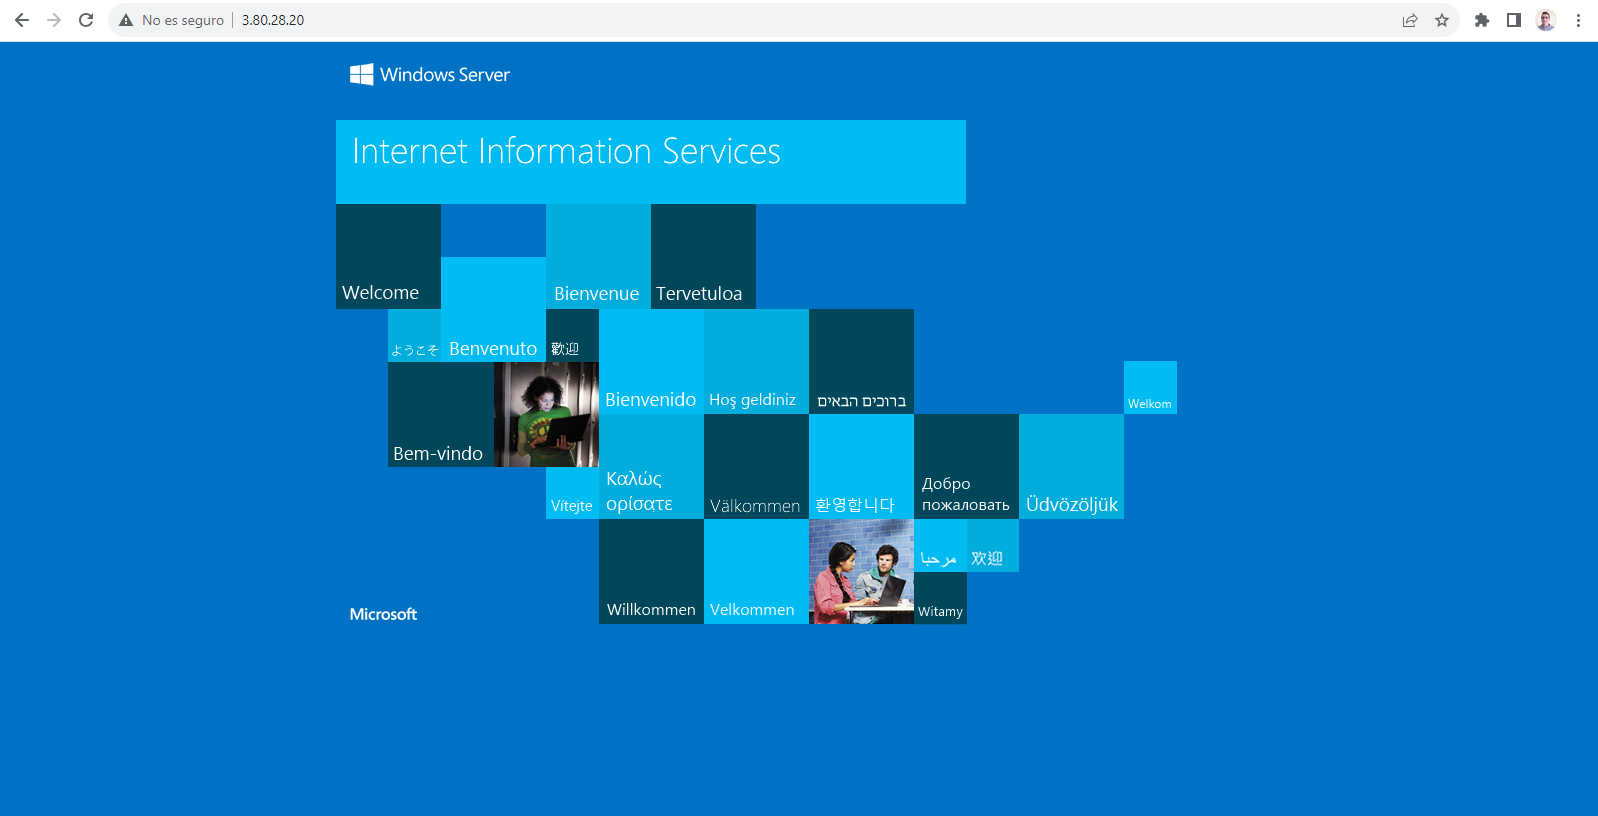 No es seguro
3.80.28.20
Windows Server
Internet Information Services
Welcome
Bienvenue
Tervetuloa
ようこそ
Benvenuto
歡迎
Bienvenido
Hoş geldiniz
ברוכים הבאים
Welkom
Bem-vindo
Vítejte
Καλώς
ορίσατε
Välkommen
환영합니다
Добро
пожаловать
Üdvözöljük
مرحبا
欢迎
Willkommen
Velkommen
Witamy
Microsoft